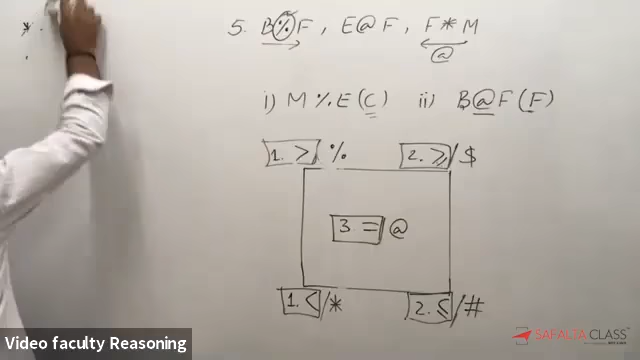 * .
5. B % F , E @ F , F * M
@
i) M % E (C) ii) B @ F (F)
1. > % 2. ≥ / $
3. = @
1. < / * 2. ≤ / #
SAFALTA CLASS
Video faculty Reasoning